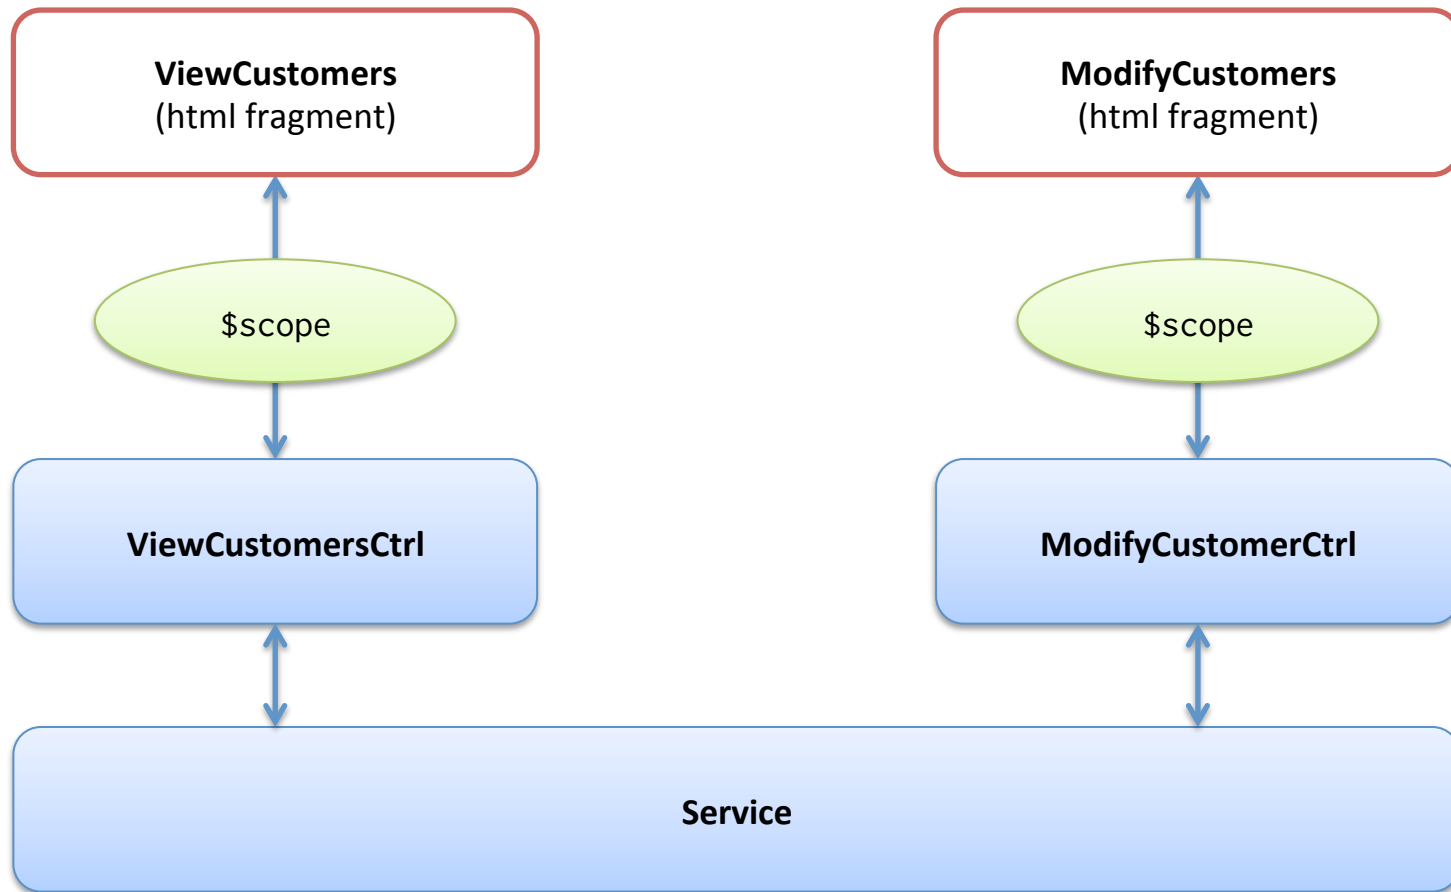 ViewCustomers
(html fragment)
ModifyCustomers
(html fragment)
$scope
$scope
ViewCustomersCtrl
ModifyCustomerCtrl
Service